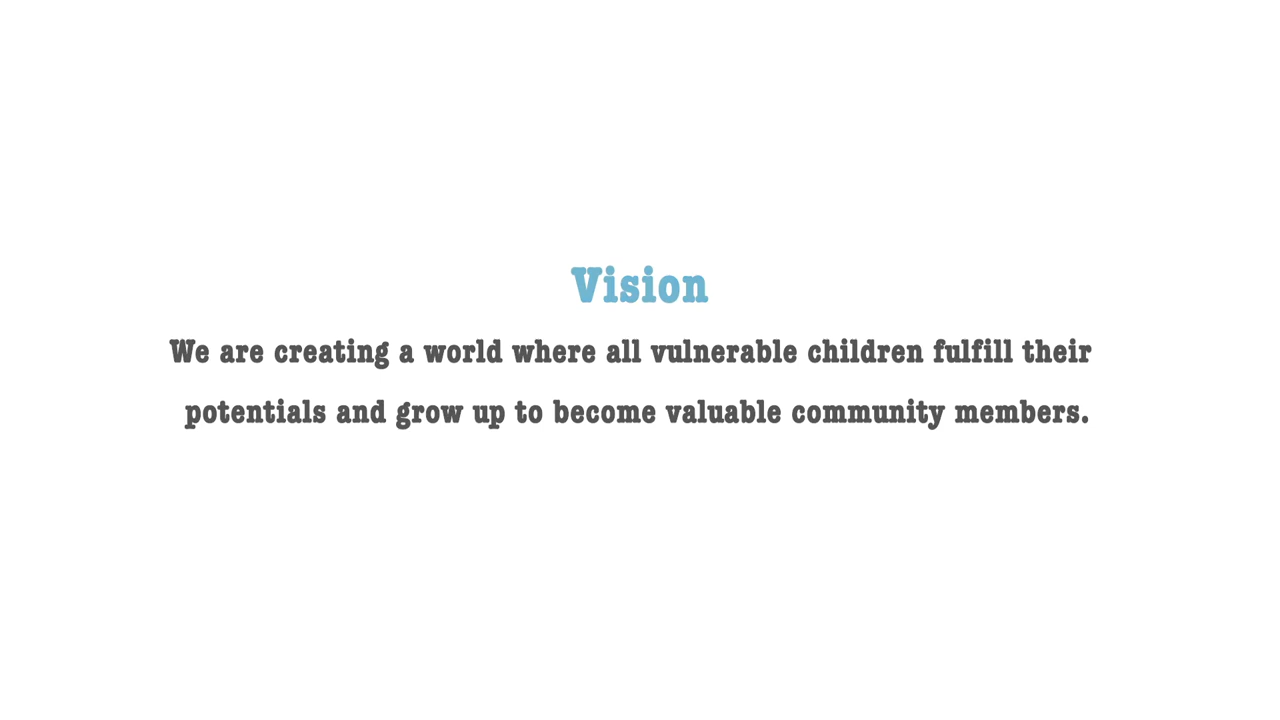 Vision
We are creating a world where all vulnerable children fulfill their
potentials and grow up to become valuable community members.